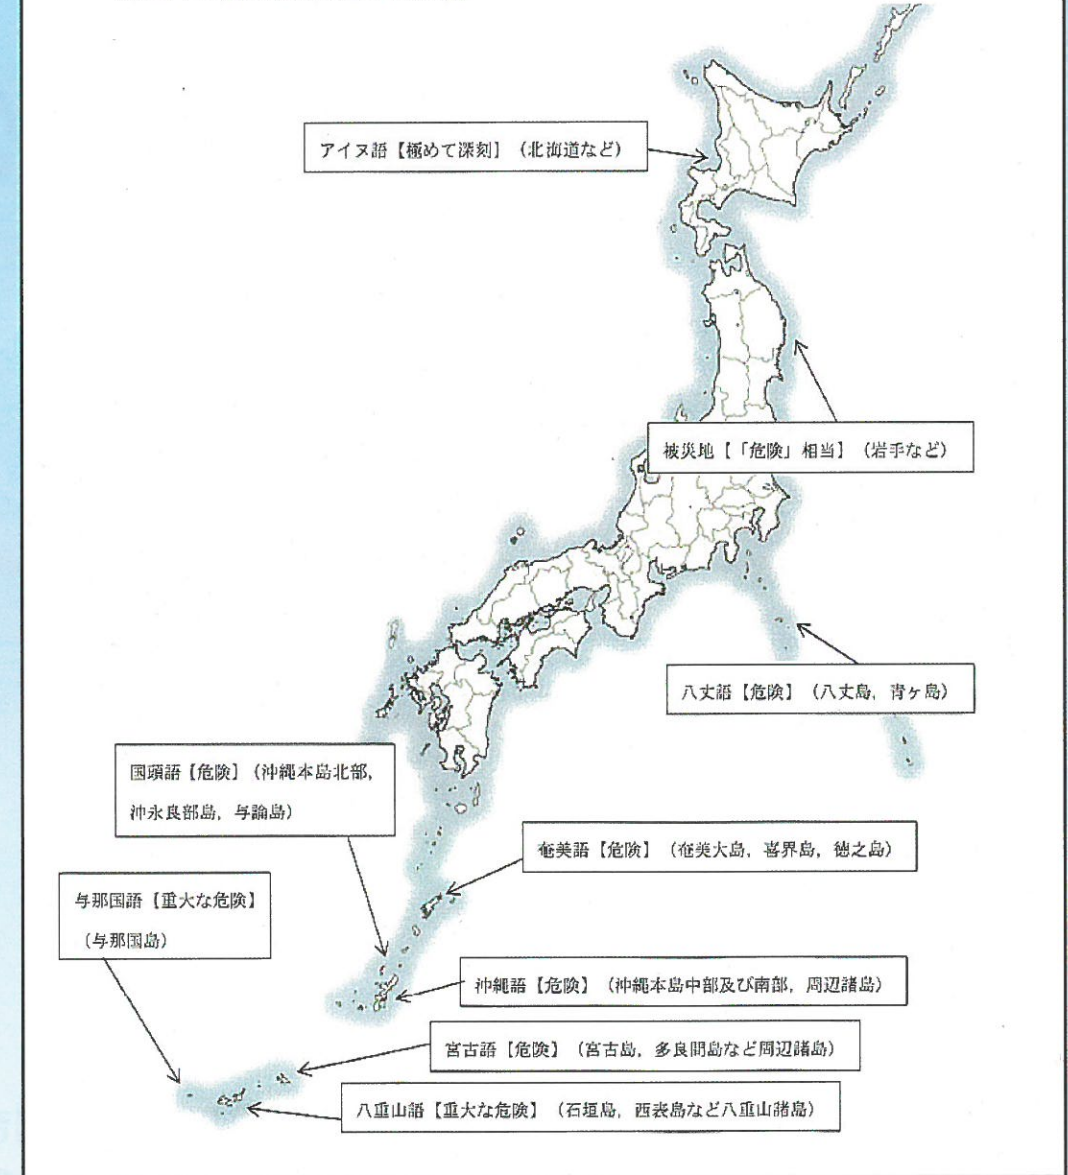 アイヌ語【極めて深刻】(北海道など)
被災地【「危険」相当】(岩手など)
八丈語【危険】(八丈島，青ヶ島)
国頭語【危険】(沖縄本島北部，
沖永良部島，与論島)
奄美語【危険】(奄美大島，喜界島，徳之島)
与那国語【重大な危険】
(与那国島)
沖縄語【危険】(沖縄本島中部及び南部，周辺諸島)
宮古語【危険】(宮古島，多良間島など周辺諸島)
八重山語【重大な危険】(石垣島，西表島など八重山諸島)